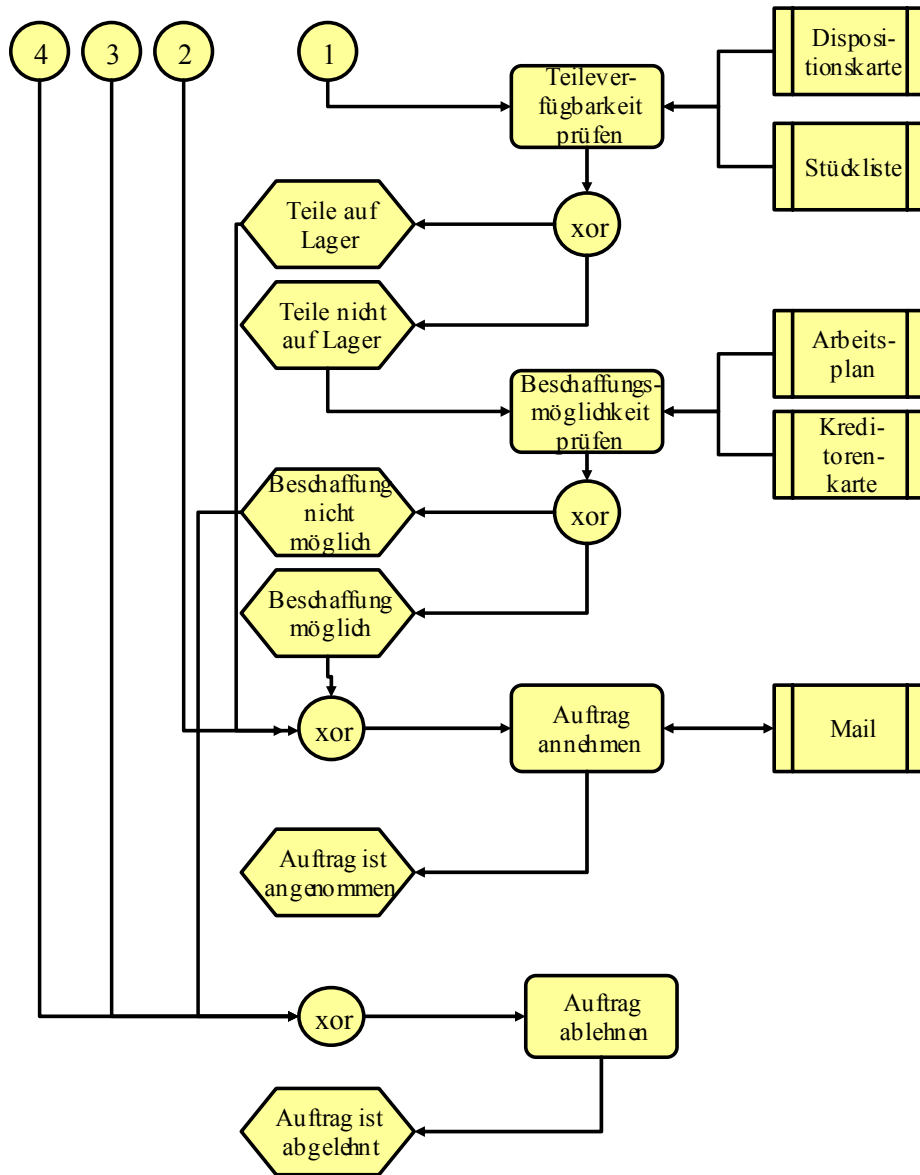 4
3
2
1
Teilever-
fügbarkeit
prüfen
Dispositi-
tionskarte
Stückliste
xor
Teile auf
Lager
Teile nicht
auf Lager
Beschaffungs-
möglichkeit
prüfen
Arbeits-
plan
Kredi-
toren-
karte
xor
Beschaffung
nicht
möglich
Beschaffung
möglich
xor
Auftrag
annehmen
Mail
Auftrag ist
angenommen
xor
Auftrag
ablehnen
Auftrag ist
abgelehnt